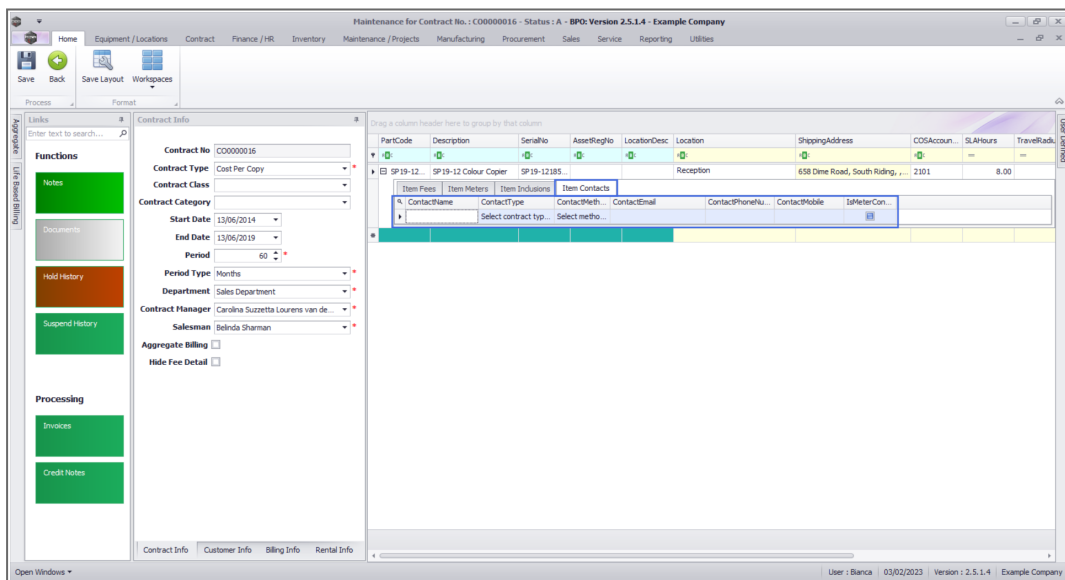 Maintenance for Contract No. : CO0000016 - Status : A - BPO: Version 2.5.1.4 - Example Company
Home Equipment / Locations Contract Finance / HR Inventory Maintenance / Projects Manufacturing Procurement Sales Service Reporting Utilities
Save Back Save Layout Workspaces
Process Format
Aggregate
Life Based Billing
Links
Enter text to search...
Functions
Notes
Documents
Hold History
Suspend History
Processing
Invoices
Credit Notes
Contract Info
Contract No CO0000016
Contract Type Cost Per Copy *
Contract Class
Contract Category
Start Date 13/06/2014
End Date 13/06/2019
Period 60 *
Period Type Months *
Department Sales Department *
Contract Manager Carolina Suzzetta Lourens van de... *
Salesman Belinda Sharman *
Aggregate Billing
Hide Fee Detail
Contract Info Customer Info Billing Info Rental Info
Drag a column header here to group by that column
PartCode Description SerialNo AssetRegNo LocationDesc Location ShippingAddress COSAccoun... SLAHours TravelRadiu
SP19-12... SP19-12 Colour Copier SP19-12185... Reception 658 Dime Road, South Riding, ,... 2101 8.00
Item Fees Item Meters Item Inclusions Item Contacts
ContactName ContactType ContactMeth... ContactEmail ContactPhoneNu... ContactMobile IsMeterCon...
Select contract typ... Select metho...
User Defined
Open Windows
User : Bianca 03/02/2023 Version : 2.5.1.4 Example Company